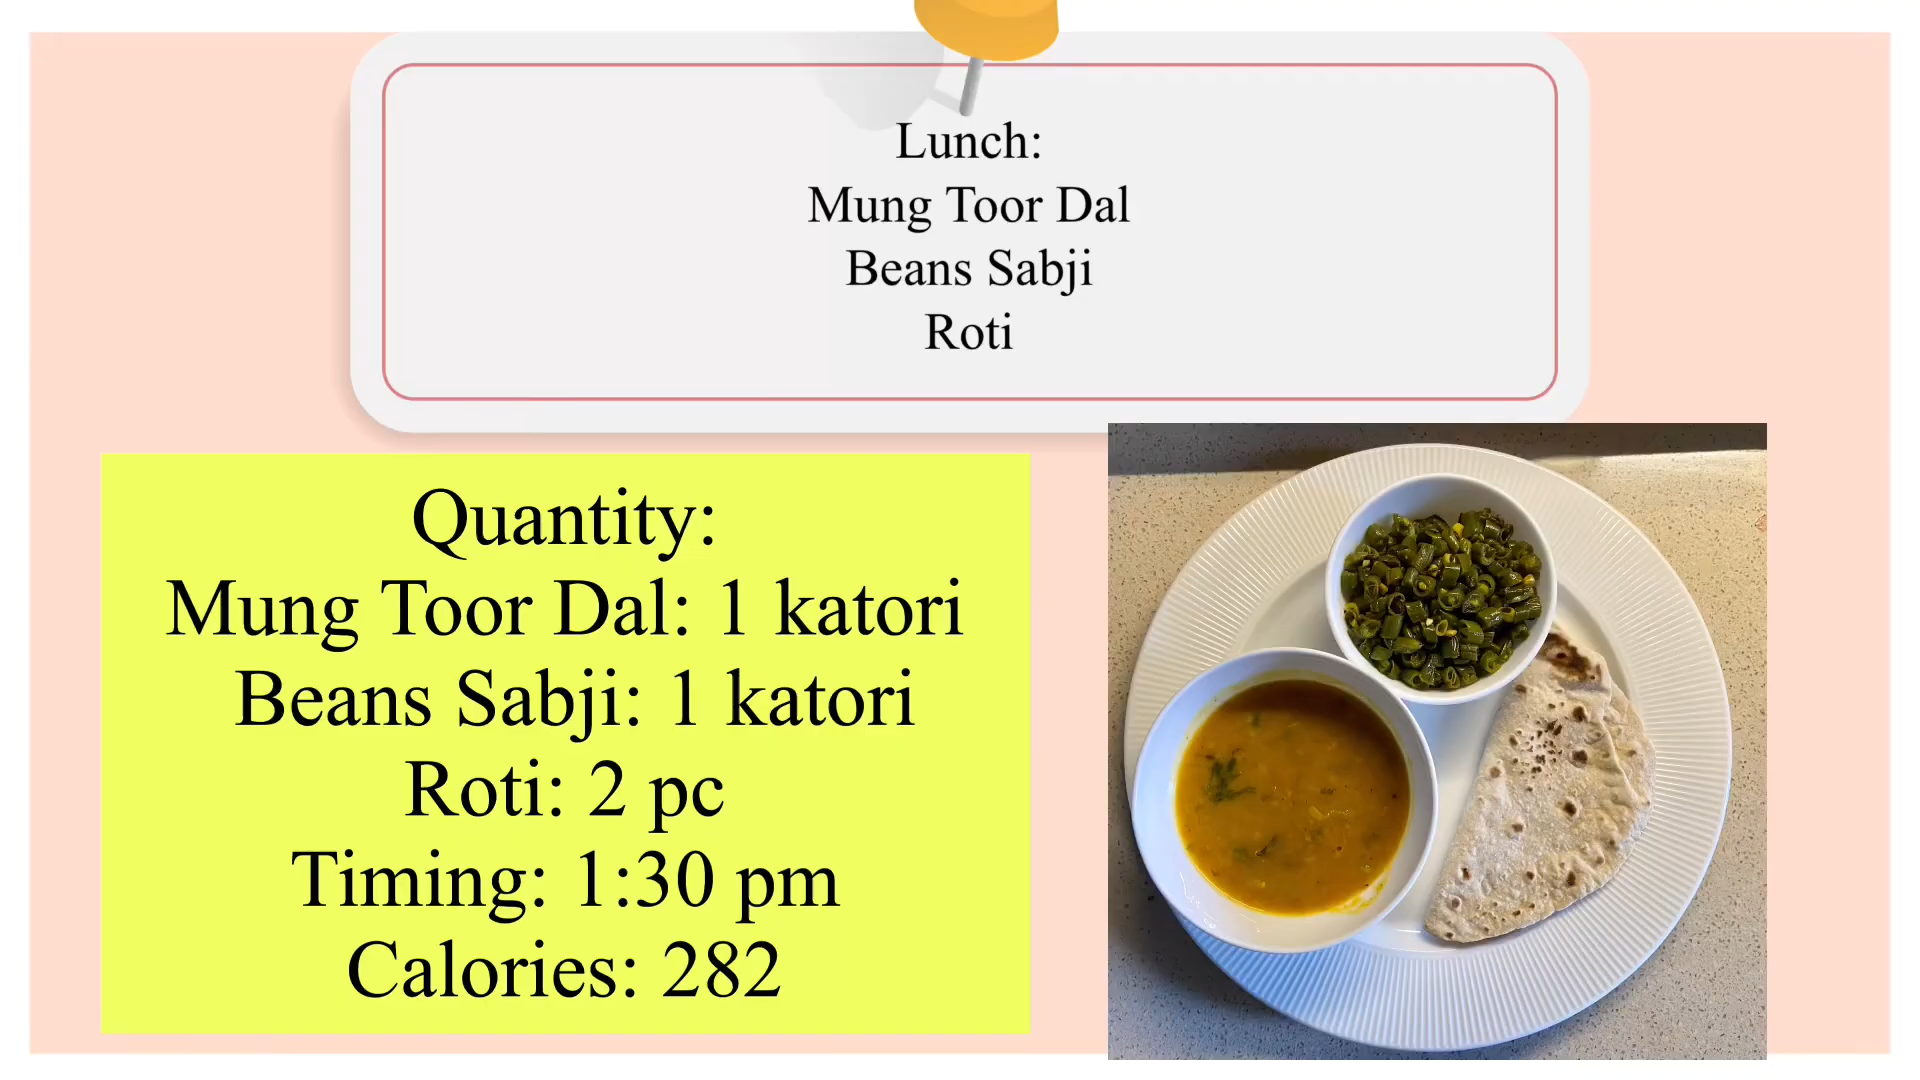 Lunch:
Mung Toor Dal
Beans Sabji
Roti
Quantity:
Mung Toor Dal: 1 katori
Beans Sabji: 1 katori
Roti: 2 pc
Timing: 1:30 pm
Calories: 282